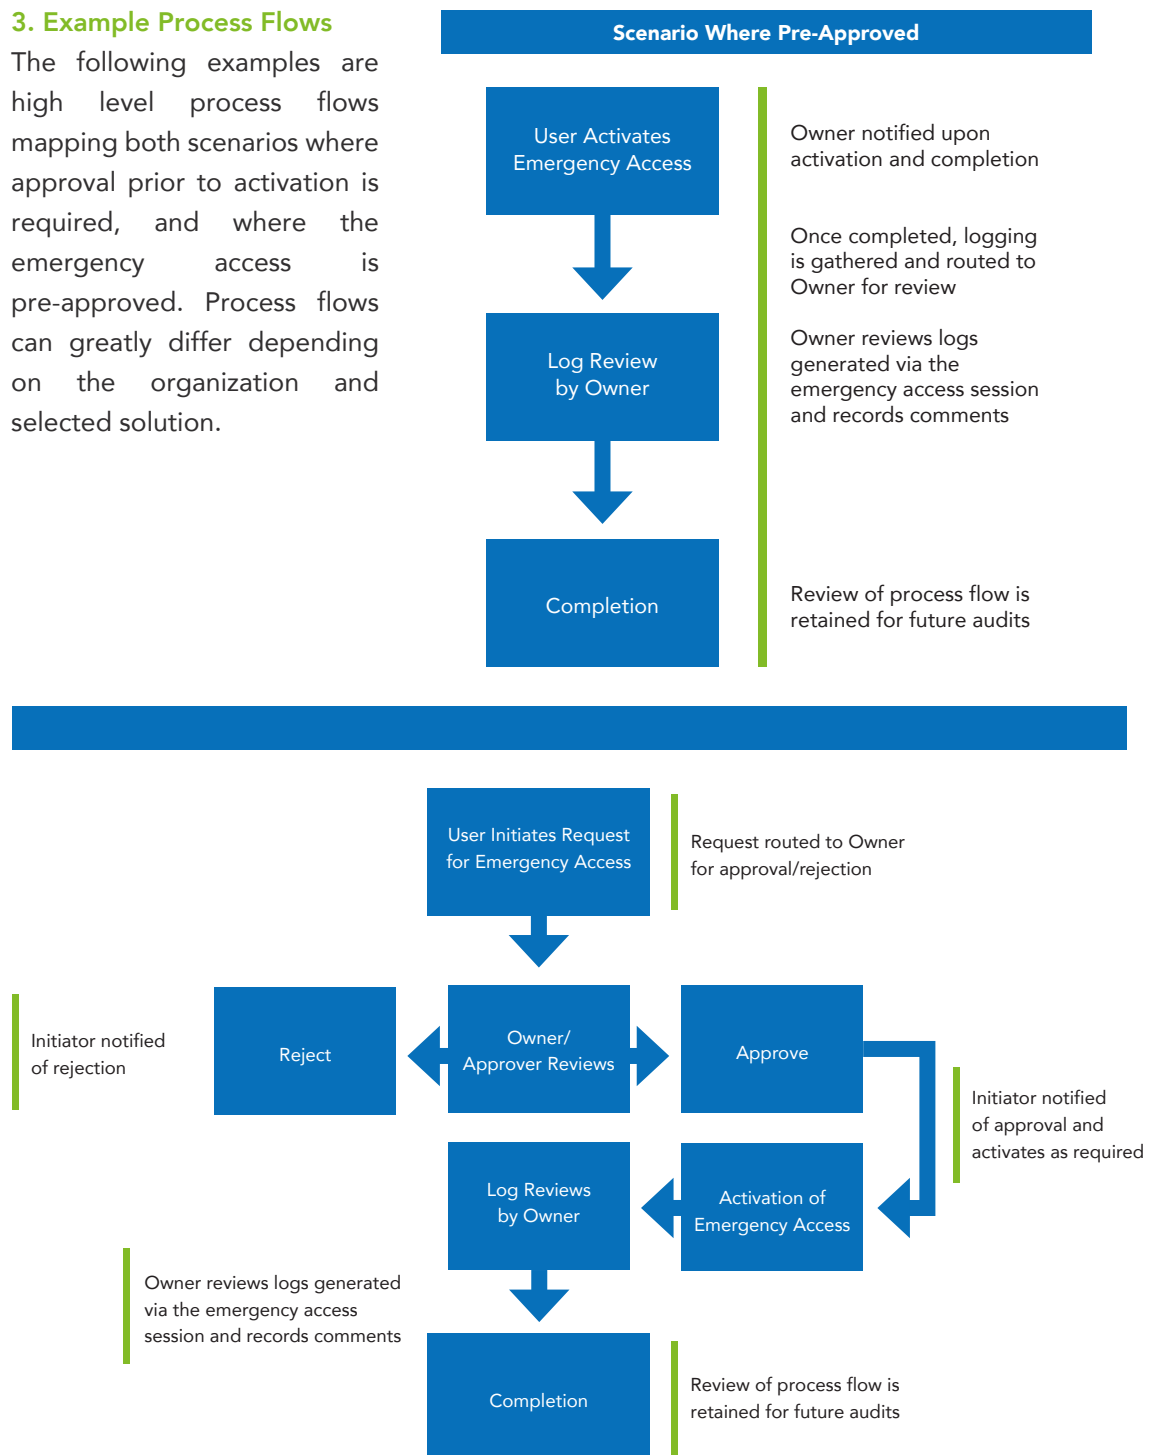 3. Example Process Flows
The following examples are
high level process flows
mapping both scenarios where
approval prior to activation is
required, and where the
emergency access is
pre-approved. Process flows
can greatly differ depending
on the organization and
selected solution.
Scenario Where Pre-Approved
User Activates
Emergency Access
Owner notified upon
activation and completion
Once completed, logging
is gathered and routed to
Owner for review
Log Review
by Owner
Owner reviews logs
generated via the
emergency access session
and records comments
Completion
Review of process flow is
retained for future audits
User Initiates Request
for Emergency Access
Request routed to Owner
for approval/rejection
Initiator notified
of rejection
Reject
Owner/
Approver Reviews
Approve
Initiator notified
of approval and
activates as required
Log Reviews
by Owner
Activation of
Emergency Access
Owner reviews logs generated
via the emergency access
session and records comments
Completion
Review of process flow is
retained for future audits